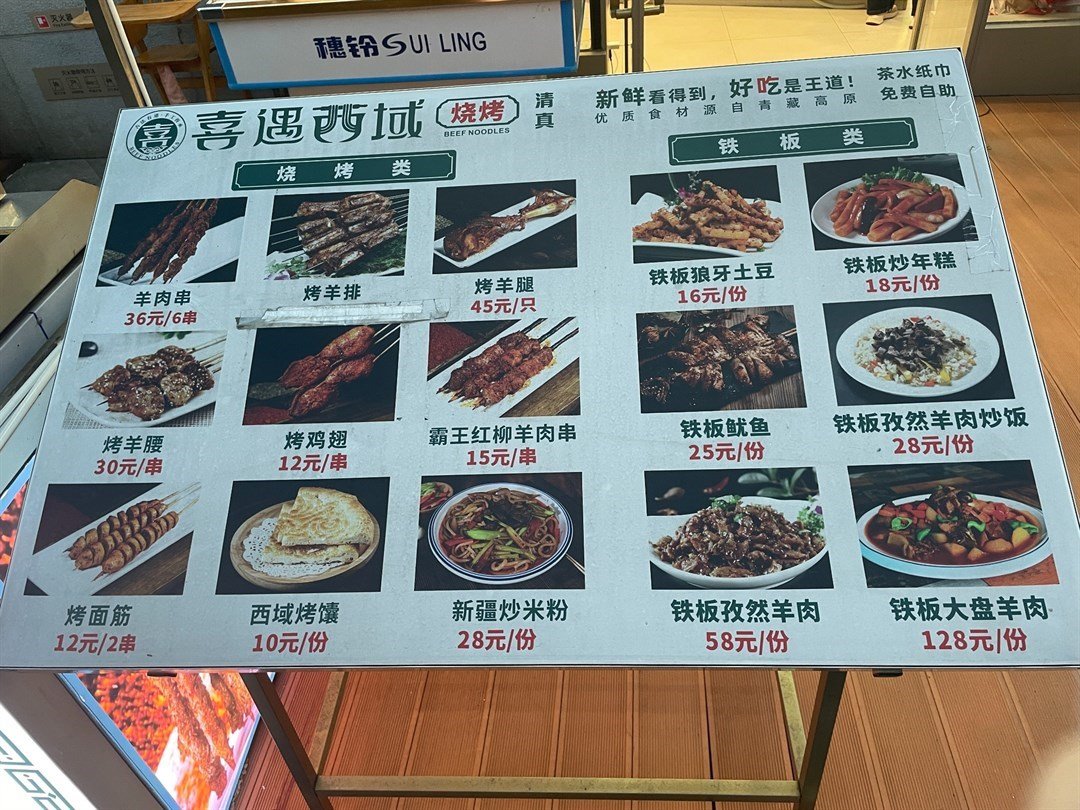 灭火器
穗铃SUI LING
喜
BEEF NOODLES
喜遇西域
烧烤
BEEF NOODLES
清真
新鲜看得到，好吃是王道！
优质食材源自青藏高原
茶水纸巾
免费自助
烧烤类
铁板类
羊肉串
36元/6串
烤羊排
烤羊腿
45元/只
铁板狼牙土豆
16元/份
铁板炒年糕
18元/份
烤羊腰
30元/串
烤鸡翅
12元/串
霸王红柳羊肉串
15元/串
铁板鱿鱼
25元/份
铁板孜然羊肉炒饭
28元/份
烤面筋
12元/2串
西域烤馕
10元/份
新疆炒米粉
28元/份
铁板孜然羊肉
58元/份
铁板大盘羊肉
128元/份